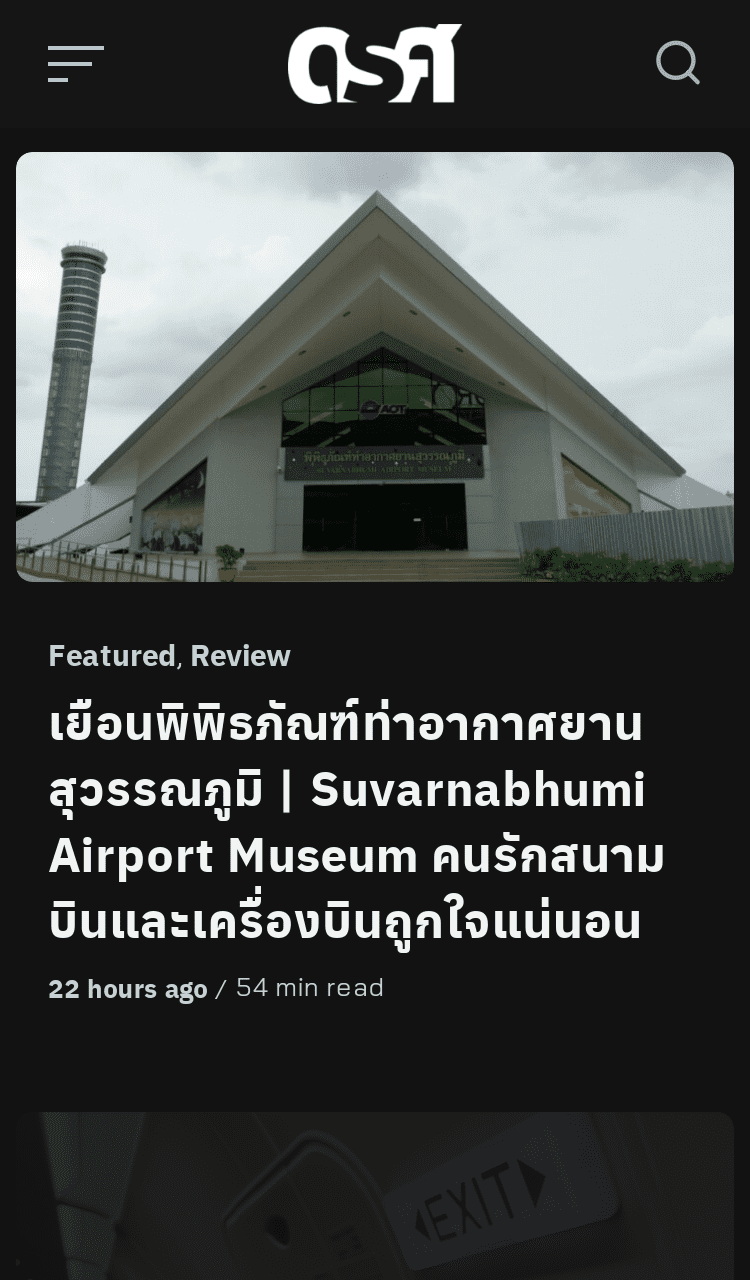 ดรศ
AOT
พิพิธภัณฑ์ท่าอากาศยานสุวรรณภูมิ
SUVARNABHUMI AIRPORT MUSEUM
Featured, Review
เยือนพิพิธภัณฑ์ท่าอากาศยาน
สุวรรณภูมิ | Suvarnabhumi
Airport Museum คนรักสนาม
บินและเครื่องบินถูกใจแน่นอน
22 hours ago / 54 min read
EXIT